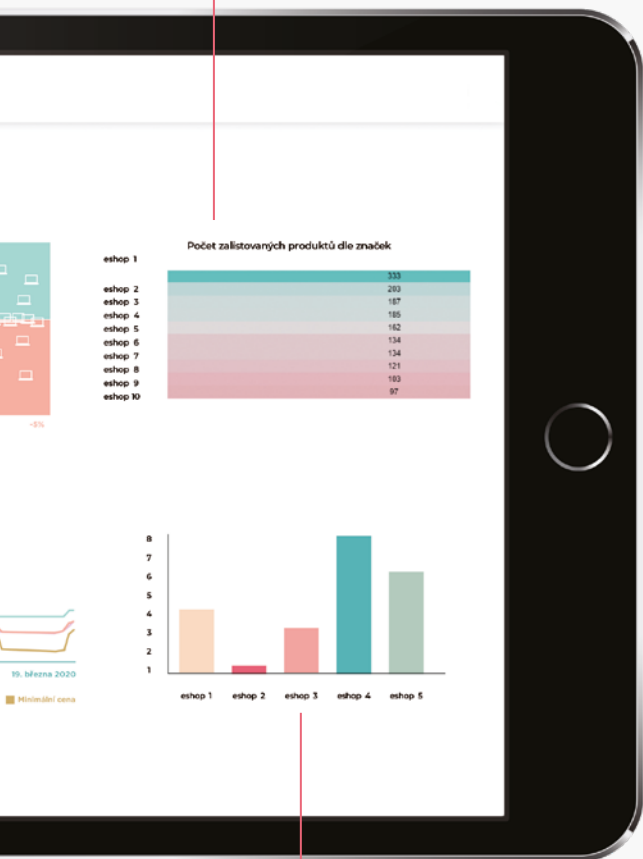 Počet zalistovaných produktů dle značek
eshop 1
333
eshop 2 203
eshop 3 187
eshop 4 185
eshop 5 162
eshop 6 134
eshop 7 134
eshop 8 121
eshop 9 103
eshop 10 97
-5%
8
7
6
5
4
3
2
1
eshop 1 eshop 2 eshop 3 eshop 4 eshop 5
19. března 2020
Minimální cena